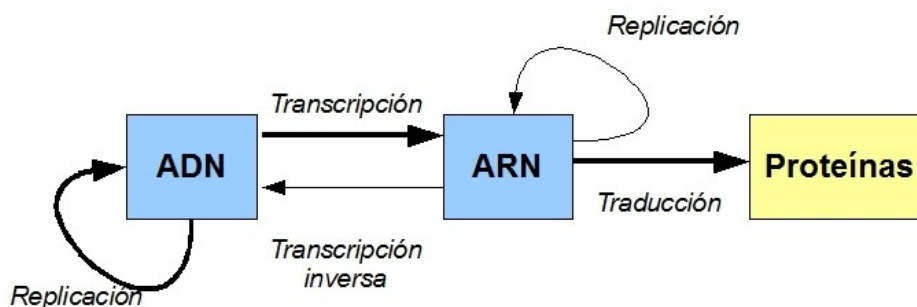 Replicación
Transcripción
ADN
ARN
Proteínas
Traducción
Transcripción
inversa
Replicación